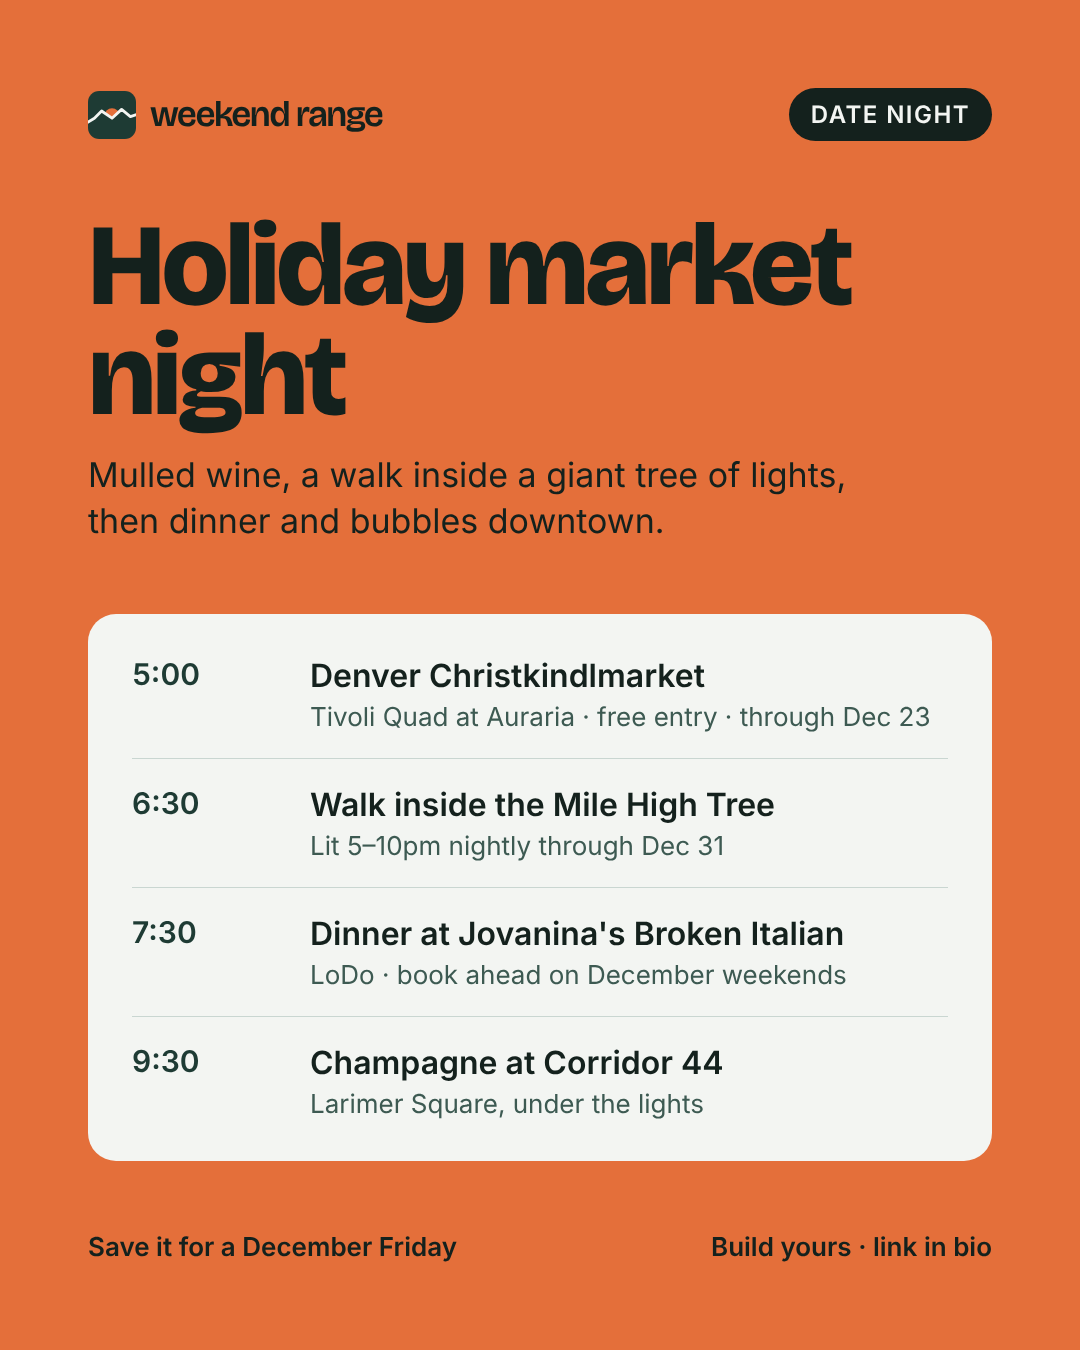 weekend range
DATE NIGHT
Holiday market
night
Mulled wine, a walk inside a giant tree of lights,
then dinner and bubbles downtown.
5:00
Denver Christkindlmarket
Tivoli Quad at Auraria · free entry · through Dec 23
6:30
Walk inside the Mile High Tree
Lit 5–10pm nightly through Dec 31
7:30
Dinner at Jovanina's Broken Italian
LoDo · book ahead on December weekends
9:30
Champagne at Corridor 44
Larimer Square, under the lights
Save it for a December Friday
Build yours · link in bio